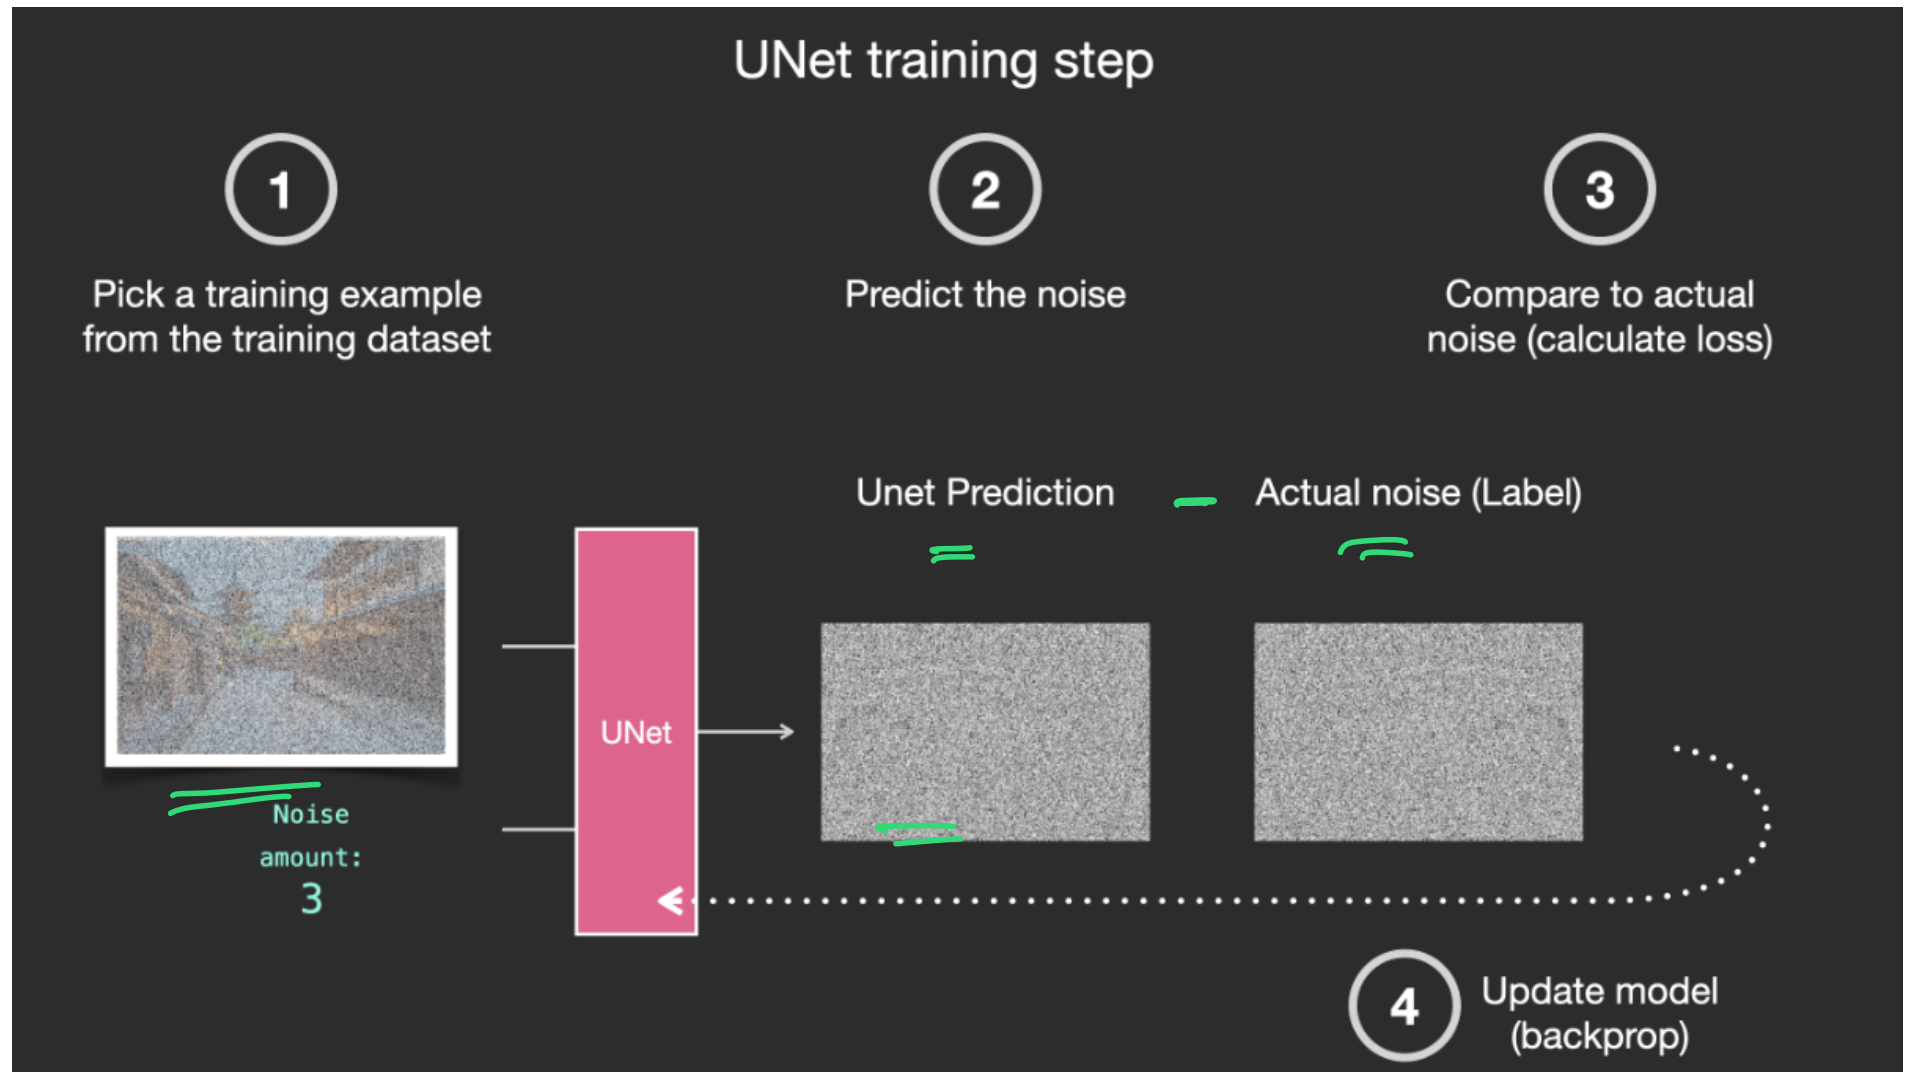 UNet training step
1
Pick a training example
from the training dataset
2
Predict the noise
3
Compare to actual
noise (calculate loss)
Unet Prediction
Actual noise (Label)
UNet
Noise
amount:
3
4
Update model
(backprop)